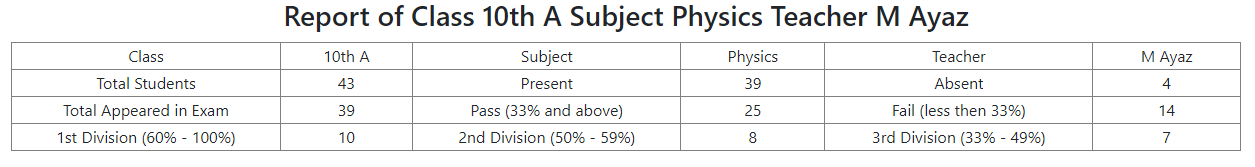 Report of Class 10th A Subject Physics Teacher M Ayaz
Class 10th A Subject Physics Teacher M Ayaz
Total Students 43 Present 39 Absent 4
Total Appeared in Exam 39 Pass (33% and above) 25 Fail (less then 33%) 14
1st Division (60% - 100%) 10 2nd Division (50% - 59%) 8 3rd Division (33% - 49%) 7